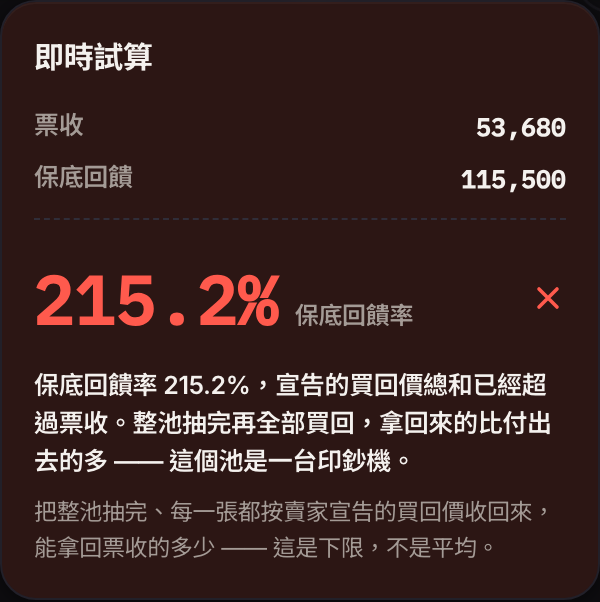 即時試算
票收 53,680
保底回饋 115,500
215.2% 保底回饋率
保底回饋率 215.2%，宣告的買回價總和已經超
過票收。整池抽完再全部買回，拿回來的比付出
去的多 —— 這個池是一台印鈔機。
把整池抽完、每一張都按賣家宣告的買回價收回來，
能拿回票收的多少 —— 這是下限，不是平均。